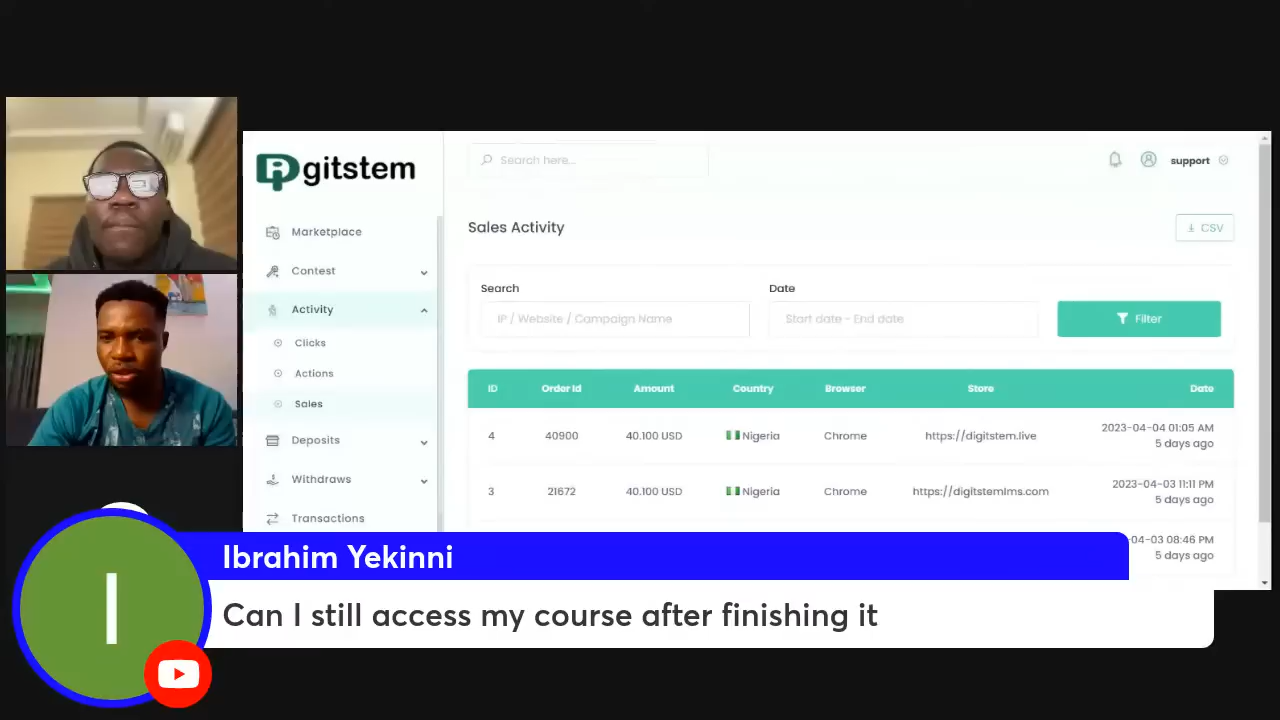 Digitstem
Search here...
support
Marketplace
Contest
Activity
Clicks
Actions
Sales
Deposits
Withdraws
Transactions
Sales Activity
CSV
Search
Date
IP / Website / Campaign Name
Start date - End date
Filter
ID Order Id Amount Country Browser Store Date
4 40900 40.100 USD Nigeria Chrome https://digitstem.live 2023-04-04 01:05 AM
5 days ago
3 21672 40.100 USD Nigeria Chrome https://digitstemlms.com 2023-04-03 11:11 PM
5 days ago
-04-03 08:46 PM
5 days ago
Ibrahim Yekinni
I
Can I still access my course after finishing it